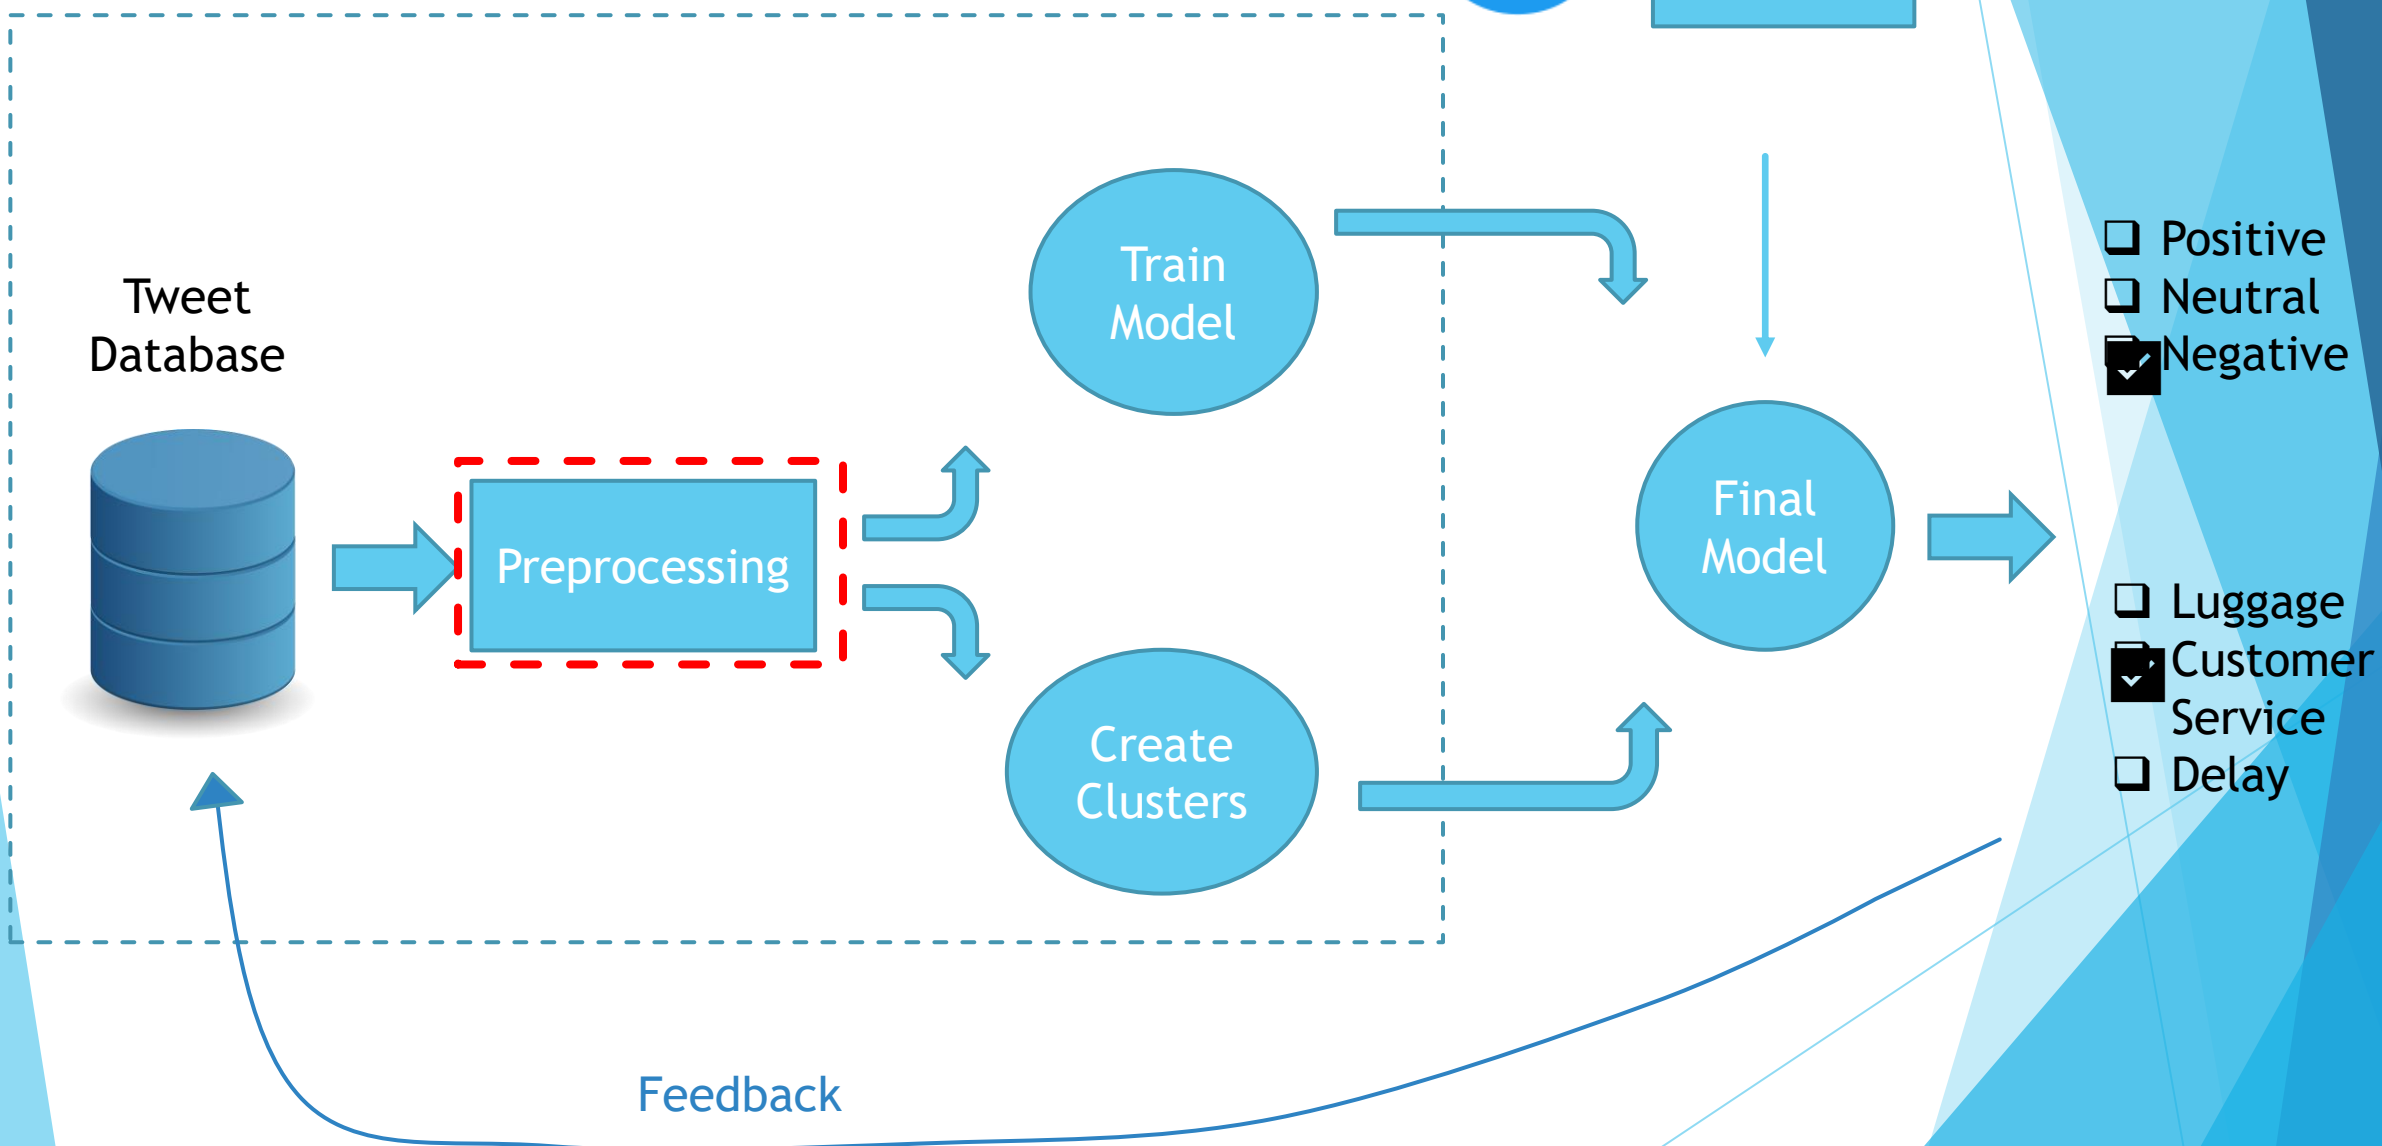 Tweet
Database
Preprocessing
Train
Model
Create
Clusters
Final
Model
Positive
Neutral
Negative
Luggage
Customer
Service
Delay
Feedback